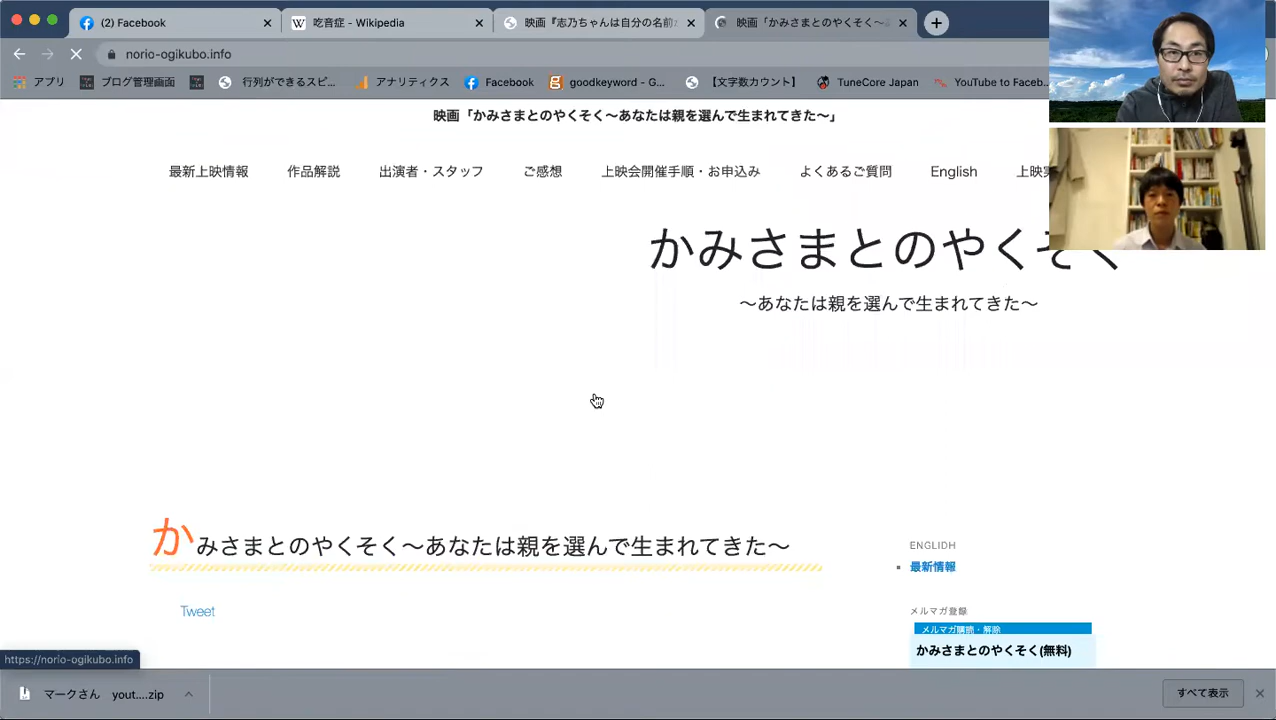 (2) Facebook
吃音症 - Wikipedia
映画『志乃ちゃんは自分の名前が
映画「かみさまとのやくそく〜あ
norio-ogikubo.info
アプリ
ブログ管理画面
行列ができるスピ...
アナリティクス
Facebook
goodkeyword - G...
【文字数カウント】
TuneCore Japan
YouTube to Faceb...
映画「かみさまとのやくそく〜あなたは親を選んで生まれてきた〜」
最新上映情報
作品解説
出演者・スタッフ
ご感想
上映会開催手順・お申込み
よくあるご質問
English
上映
かみさまとのやくそく
〜あなたは親を選んで生まれてきた〜
かみさまとのやくそく〜あなたは親を選んで生まれてきた〜
ENGLIDH
最新情報
Tweet
メルマガ登録
メルマガ購読・解除
かみさまとのやくそく(無料)
https://norio-ogikubo.info
マークさん yout....zip
すべて表示